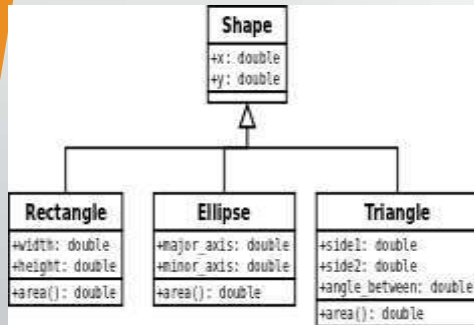 Shape
+x: double
+y: double
Rectangle
+width: double
+height: double
+area(): double
Ellipse
+major_axis: double
+minor_axis: double
+area(): double
Triangle
+side1: double
+side2: double
+angle_between: double
+area(): double